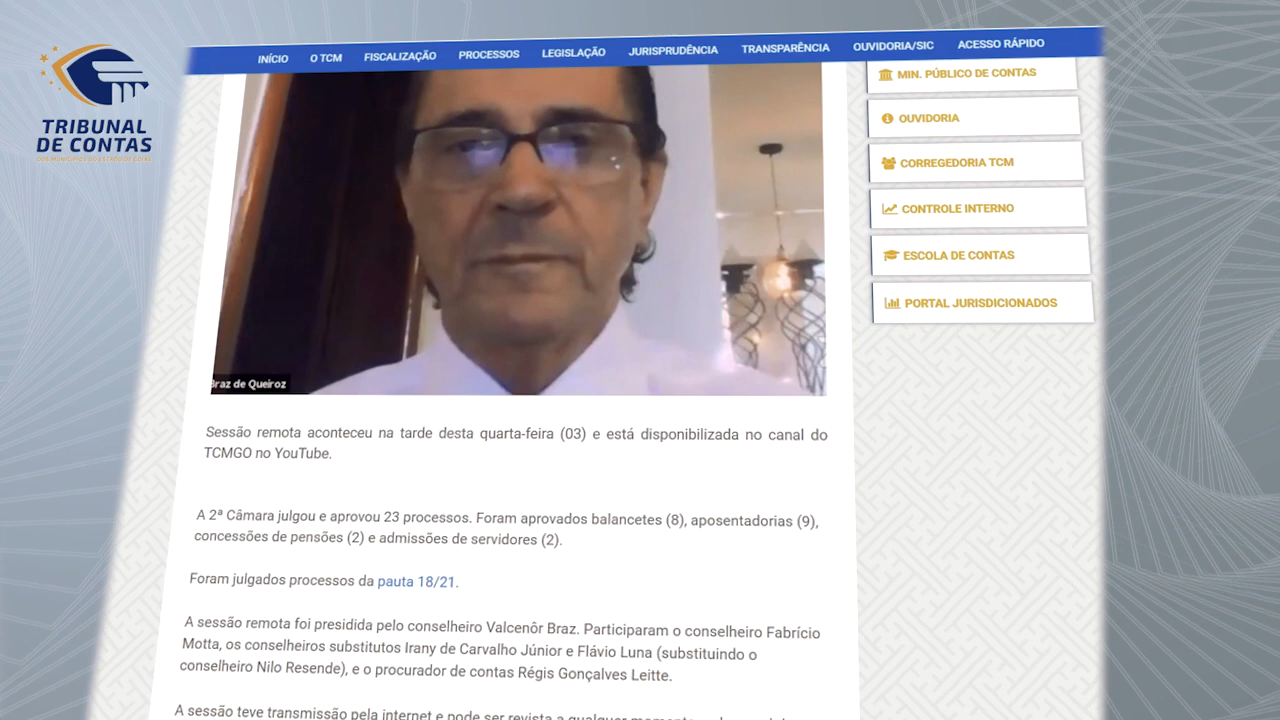 TRIBUNAL
DE CONTAS
DOS MUNICÍPIOS DO ESTADO DE GOIÁS
INÍCIO O TCM FISCALIZAÇÃO PROCESSOS LEGISLAÇÃO JURISPRUDÊNCIA TRANSPARÊNCIA OUVIDORIA/SIC ACESSO RÁPIDO
MIN. PÚBLICO DE CONTAS
OUVIDORIA
CORREGEDORIA TCM
CONTROLE INTERNO
ESCOLA DE CONTAS
PORTAL JURISDICIONADOS
Braz de Queiroz
Sessão remota aconteceu na tarde desta quarta-feira (03) e está disponibilizada no canal do
TCMGO no YouTube.
A 2ª Câmara julgou e aprovou 23 processos. Foram aprovados balancetes (8), aposentadorias (9),
concessões de pensões (2) e admissões de servidores (2).
Foram julgados processos da pauta 18/21.
A sessão remota foi presidida pelo conselheiro Valcenôr Braz. Participaram o conselheiro Fabrício
Motta, os conselheiros substitutos Irany de Carvalho Júnior e Flávio Luna (substituindo o
conselheiro Nilo Resende), e o procurador de contas Régis Gonçalves Leitte.
A sessão teve transmissão pela internet e pode ser revista a qualquer momento